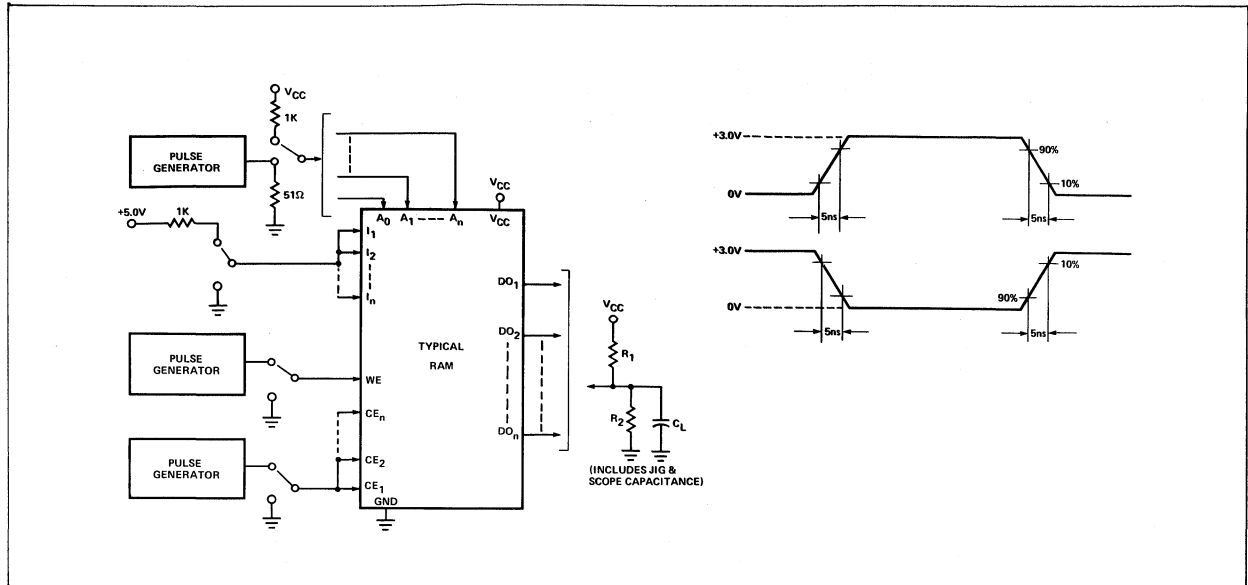 VCC
1K
PULSE
GENERATOR
51Ω
+5.0V
1K
A0 A1 An
VCC
VCC
I1
I2
In
DO1
DO2
DOn
TYPICAL
RAM
PULSE
GENERATOR
WE
CEn
PULSE
GENERATOR
CE2
CE1
GND
VCC
R1
R2
CL
(INCLUDES JIG &
SCOPE CAPACITANCE)
+3.0V
90%
10%
0V
5ns
5ns
+3.0V
10%
90%
0V
5ns
5ns